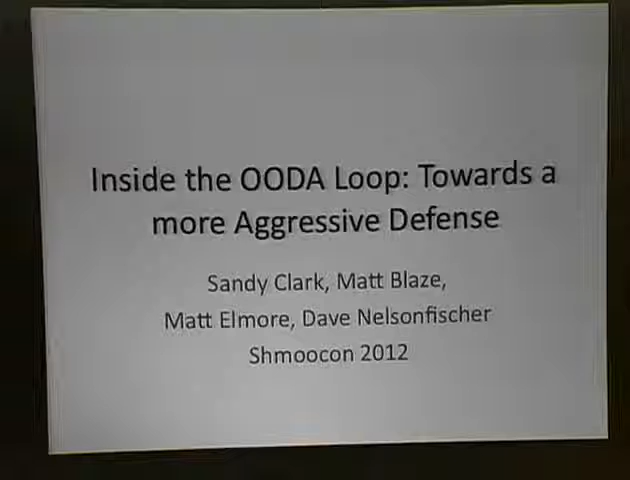 Inside the OODA Loop: Towards a
more Aggressive Defense
Sandy Clark, Matt Blaze,
Matt Elmore, Dave Nelsonfischer
Shmoocon 2012